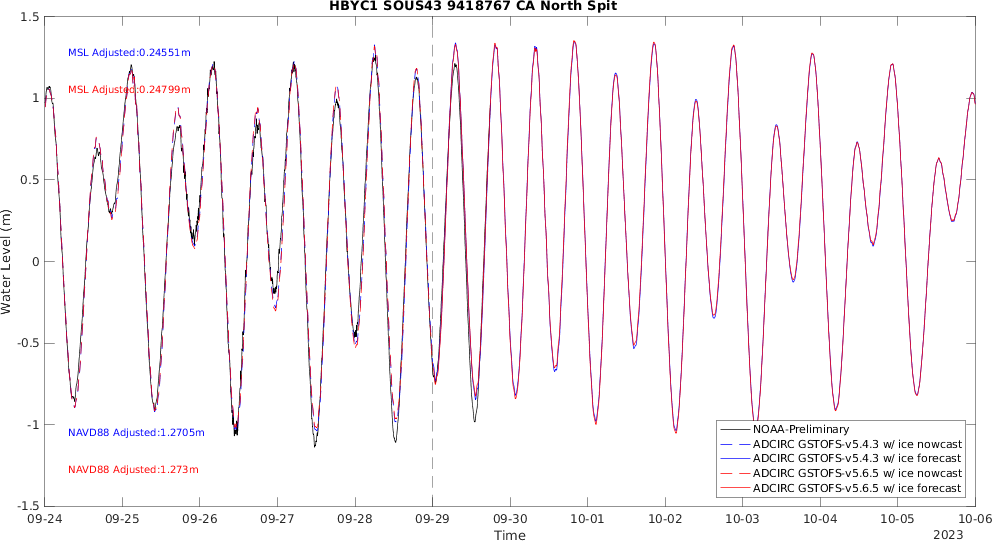 HBYC1 SOUS43 9418767 CA North Spit
MSL Adjusted:0.24551m
MSL Adjusted:0.24799m
NAVD88 Adjusted:1.2705m
NAVD88 Adjusted:1.273m
Water Level (m)
1.5
1
0.5
0
-0.5
-1
-1.5
NOAA-Preliminary
ADCIRC GSTOFS-v5.4.3 w/ ice nowcast
ADCIRC GSTOFS-v5.4.3 w/ ice forecast
ADCIRC GSTOFS-v5.6.5 w/ ice nowcast
ADCIRC GSTOFS-v5.6.5 w/ ice forecast
09-24 09-25 09-26 09-27 09-28 09-29 09-30 10-01 10-02 10-03 10-04 10-05 10-06
Time
2023